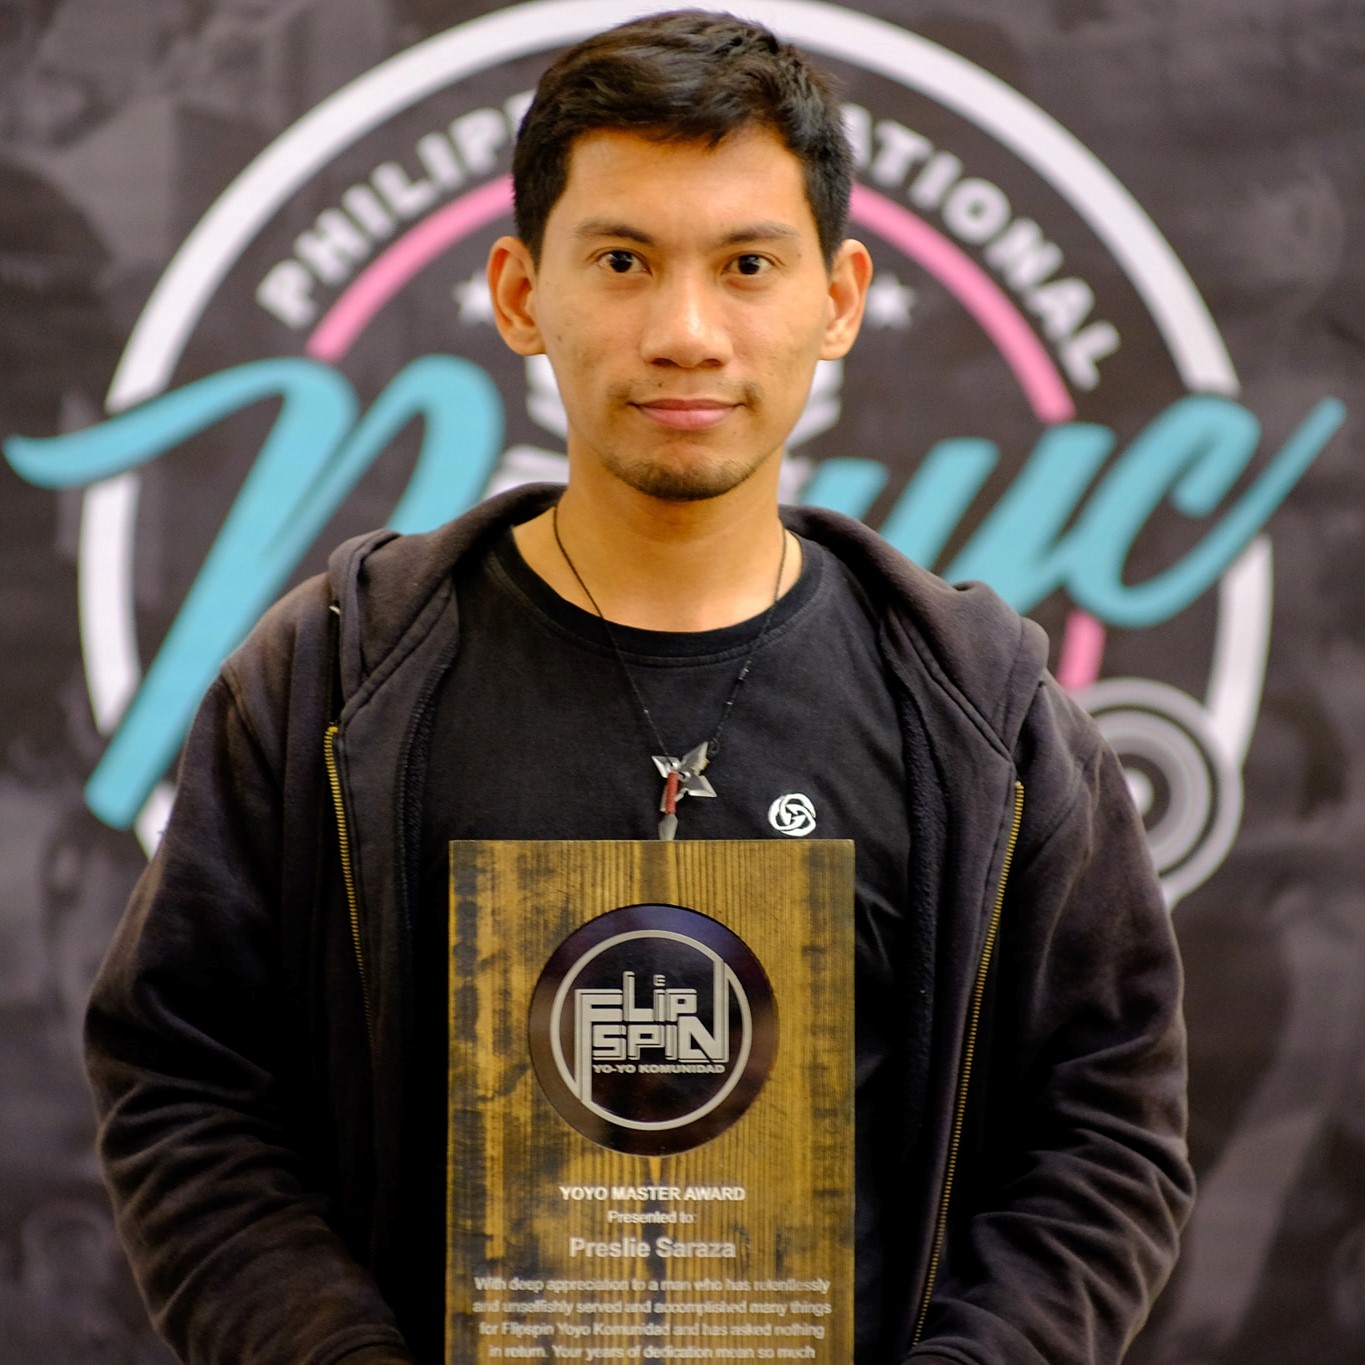 PHILIPP
ATIONAL
FLIP
SPIN
YO-YO KOMUNIDAD
YOYO MASTER AWARD
Presented to:
Preslie Saraza
With deep appreciation to a man who has relentlessly
and unselfishly served and accomplished many things
for Flipspin Yoyo Komunidad and has asked nothing
in return. Your years of dedication mean so much